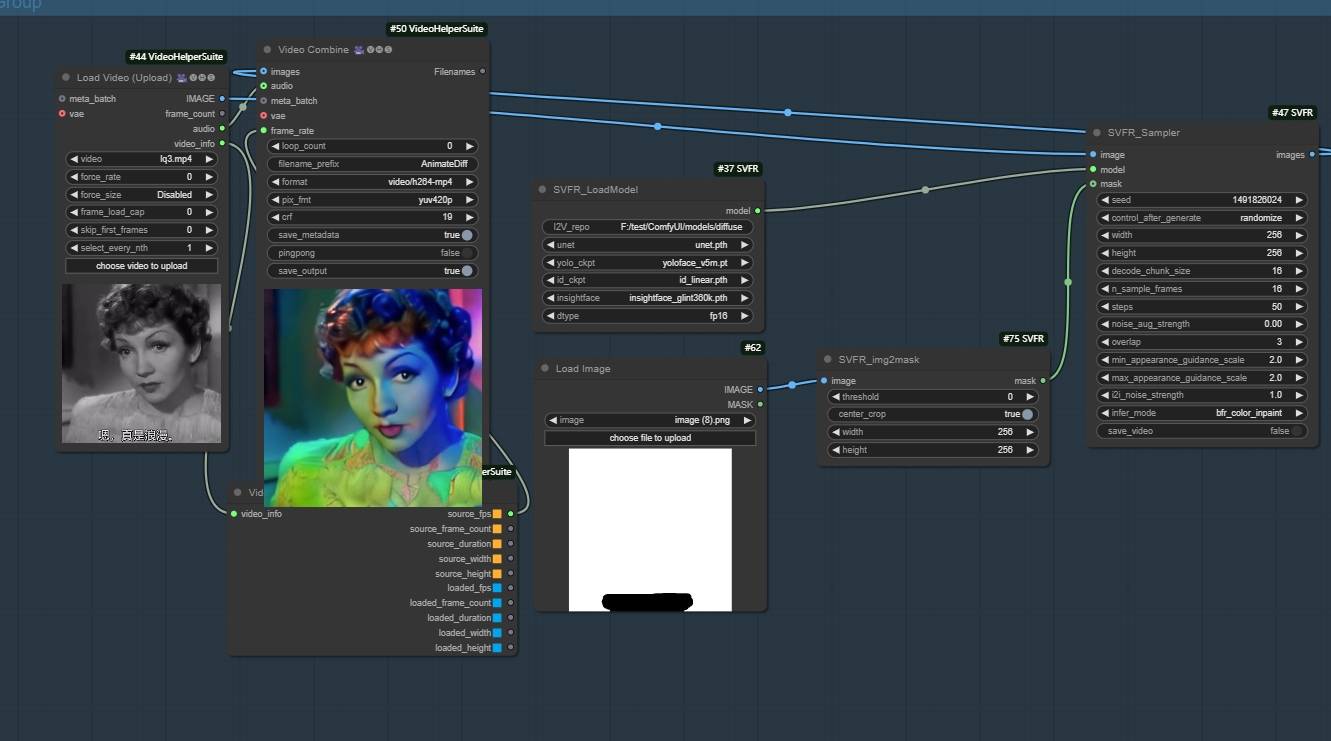 Group
#44 VideoHelperSuite
Load Video (Upload)
meta_batch IMAGE
vae frame_count
audio
video_info
video lq3.mp4
force_rate 0
force_size Disabled
frame_load_cap 0
skip_first_frames 0
select_every_nth 1
choose video to upload
嗯。真是浪漫。
#50 VideoHelperSuite
Video Combine
images Filenames
audio
meta_batch
vae
frame_rate
loop_count 0
filename_prefix AnimateDiff
format video/h264-mp4
pix_fmt yuv420p
crf 19
save_metadata true
pingpong false
save_output true
erSuite
Vid
video_info source_fps
source_frame_count
source_duration
source_width
source_height
loaded_fps
loaded_frame_count
loaded_duration
loaded_width
loaded_height
#37 SVFR
SVFR_LoadModel
model
I2V_repo F:/test/ComfyUI/models/diffuse
unet unet.pth
yolo_ckpt yoloface_v5m.pt
id_ckpt id_linear.pth
insightface insightface_glint360k.pth
dtype fp16
#62
Load Image
IMAGE
MASK
image image (8).png
choose file to upload
#75 SVFR
SVFR_img2mask
image mask
threshold 0
center_crop true
width 256
height 256
#47 SVFR
SVFR_Sampler
image images
model
mask
seed 1491826024
control_after_generate randomize
width 256
height 256
decode_chunk_size 16
n_sample_frames 16
steps 50
noise_aug_strength 0.00
overlap 3
min_appearance_guidance_scale 2.0
max_appearance_guidance_scale 2.0
i2i_noise_strength 1.0
infer_mode bfr_color_inpaint
save_video false